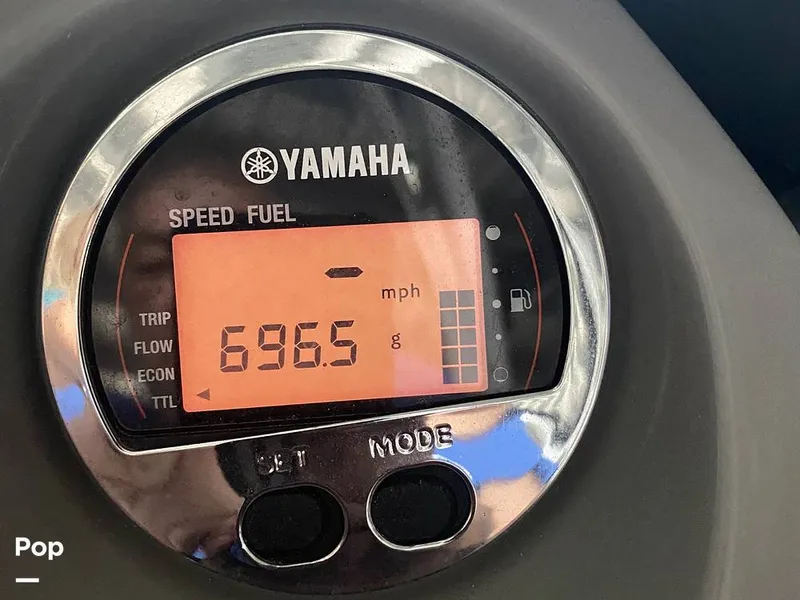 YAMAHA
SPEED FUEL
-
mph
TRIP
FLOW
ECON
TTL
696.5 g
SET
MODE
Pop